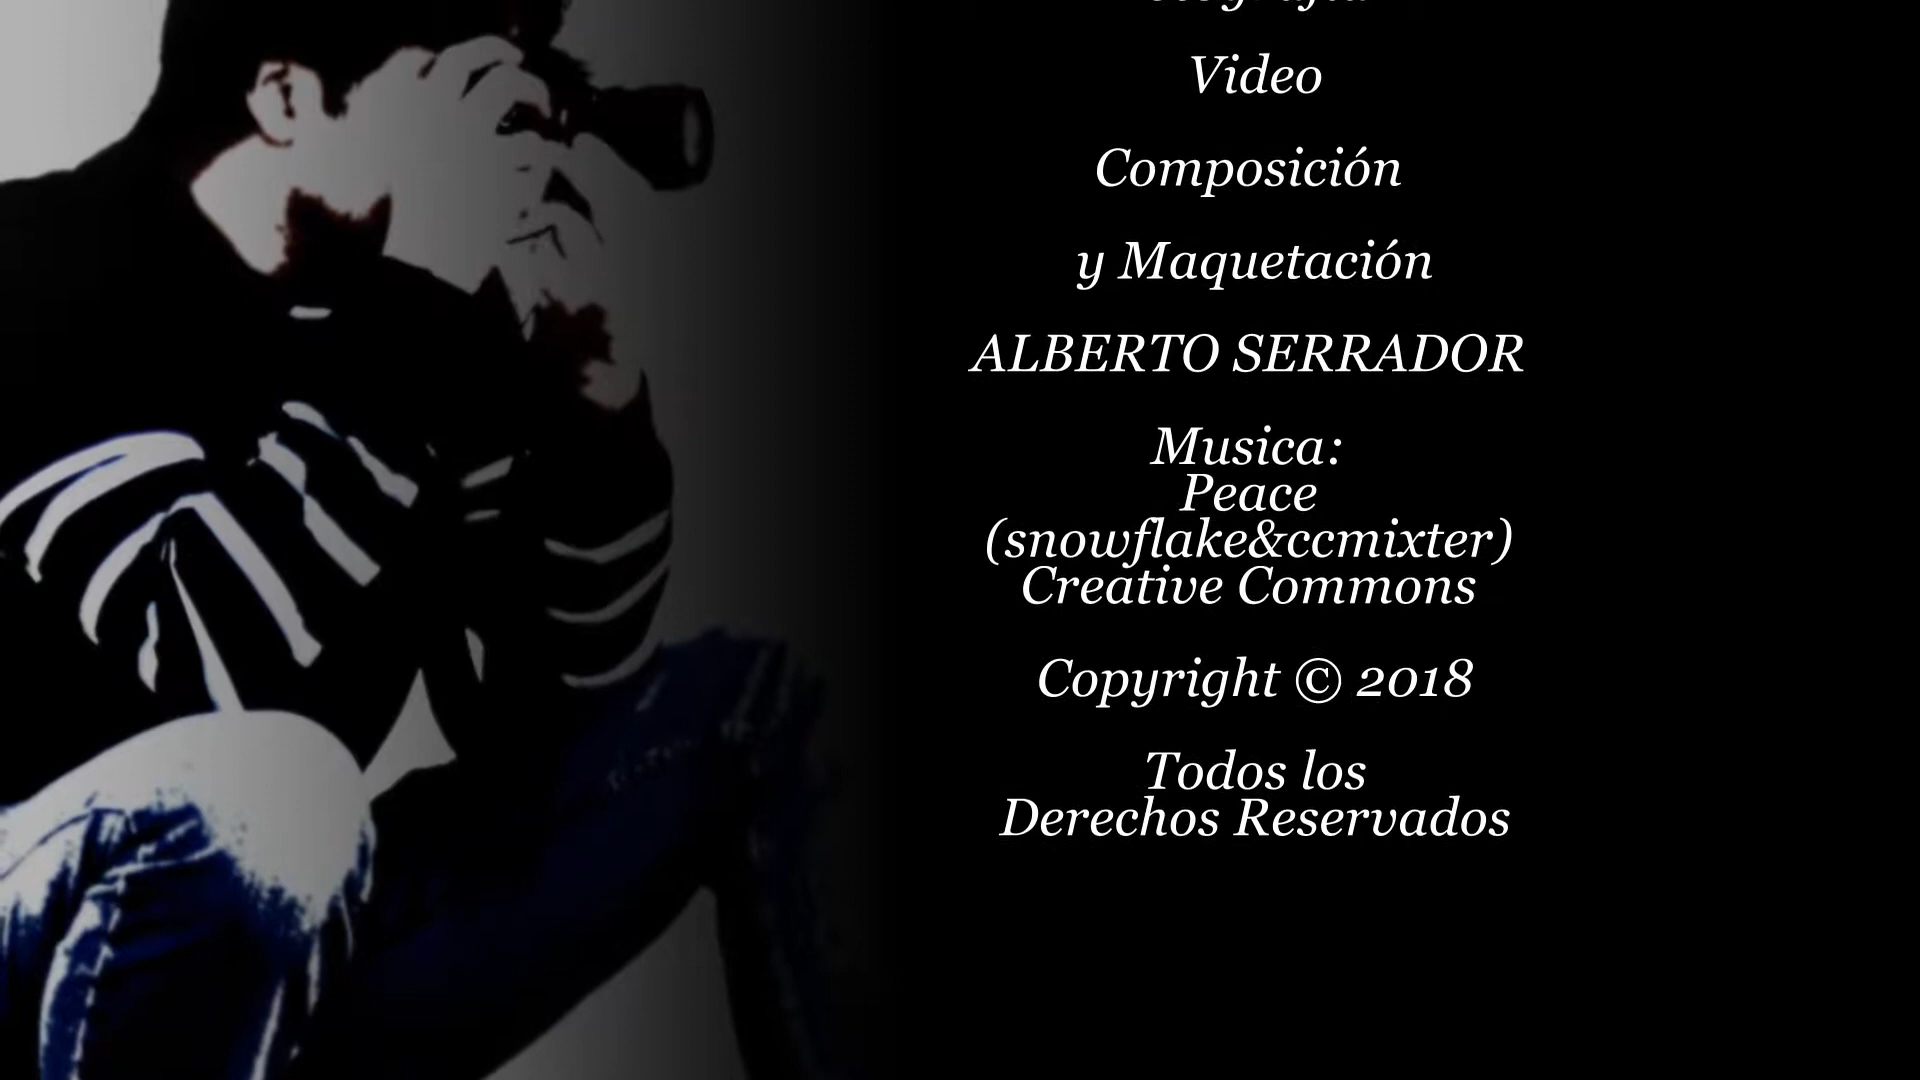 Video
Composición
y Maquetación
ALBERTO SERRADOR
Musica:
Peace
(snowflake&ccmixter)
Creative Commons
Copyright © 2018
Todos los
Derechos Reservados